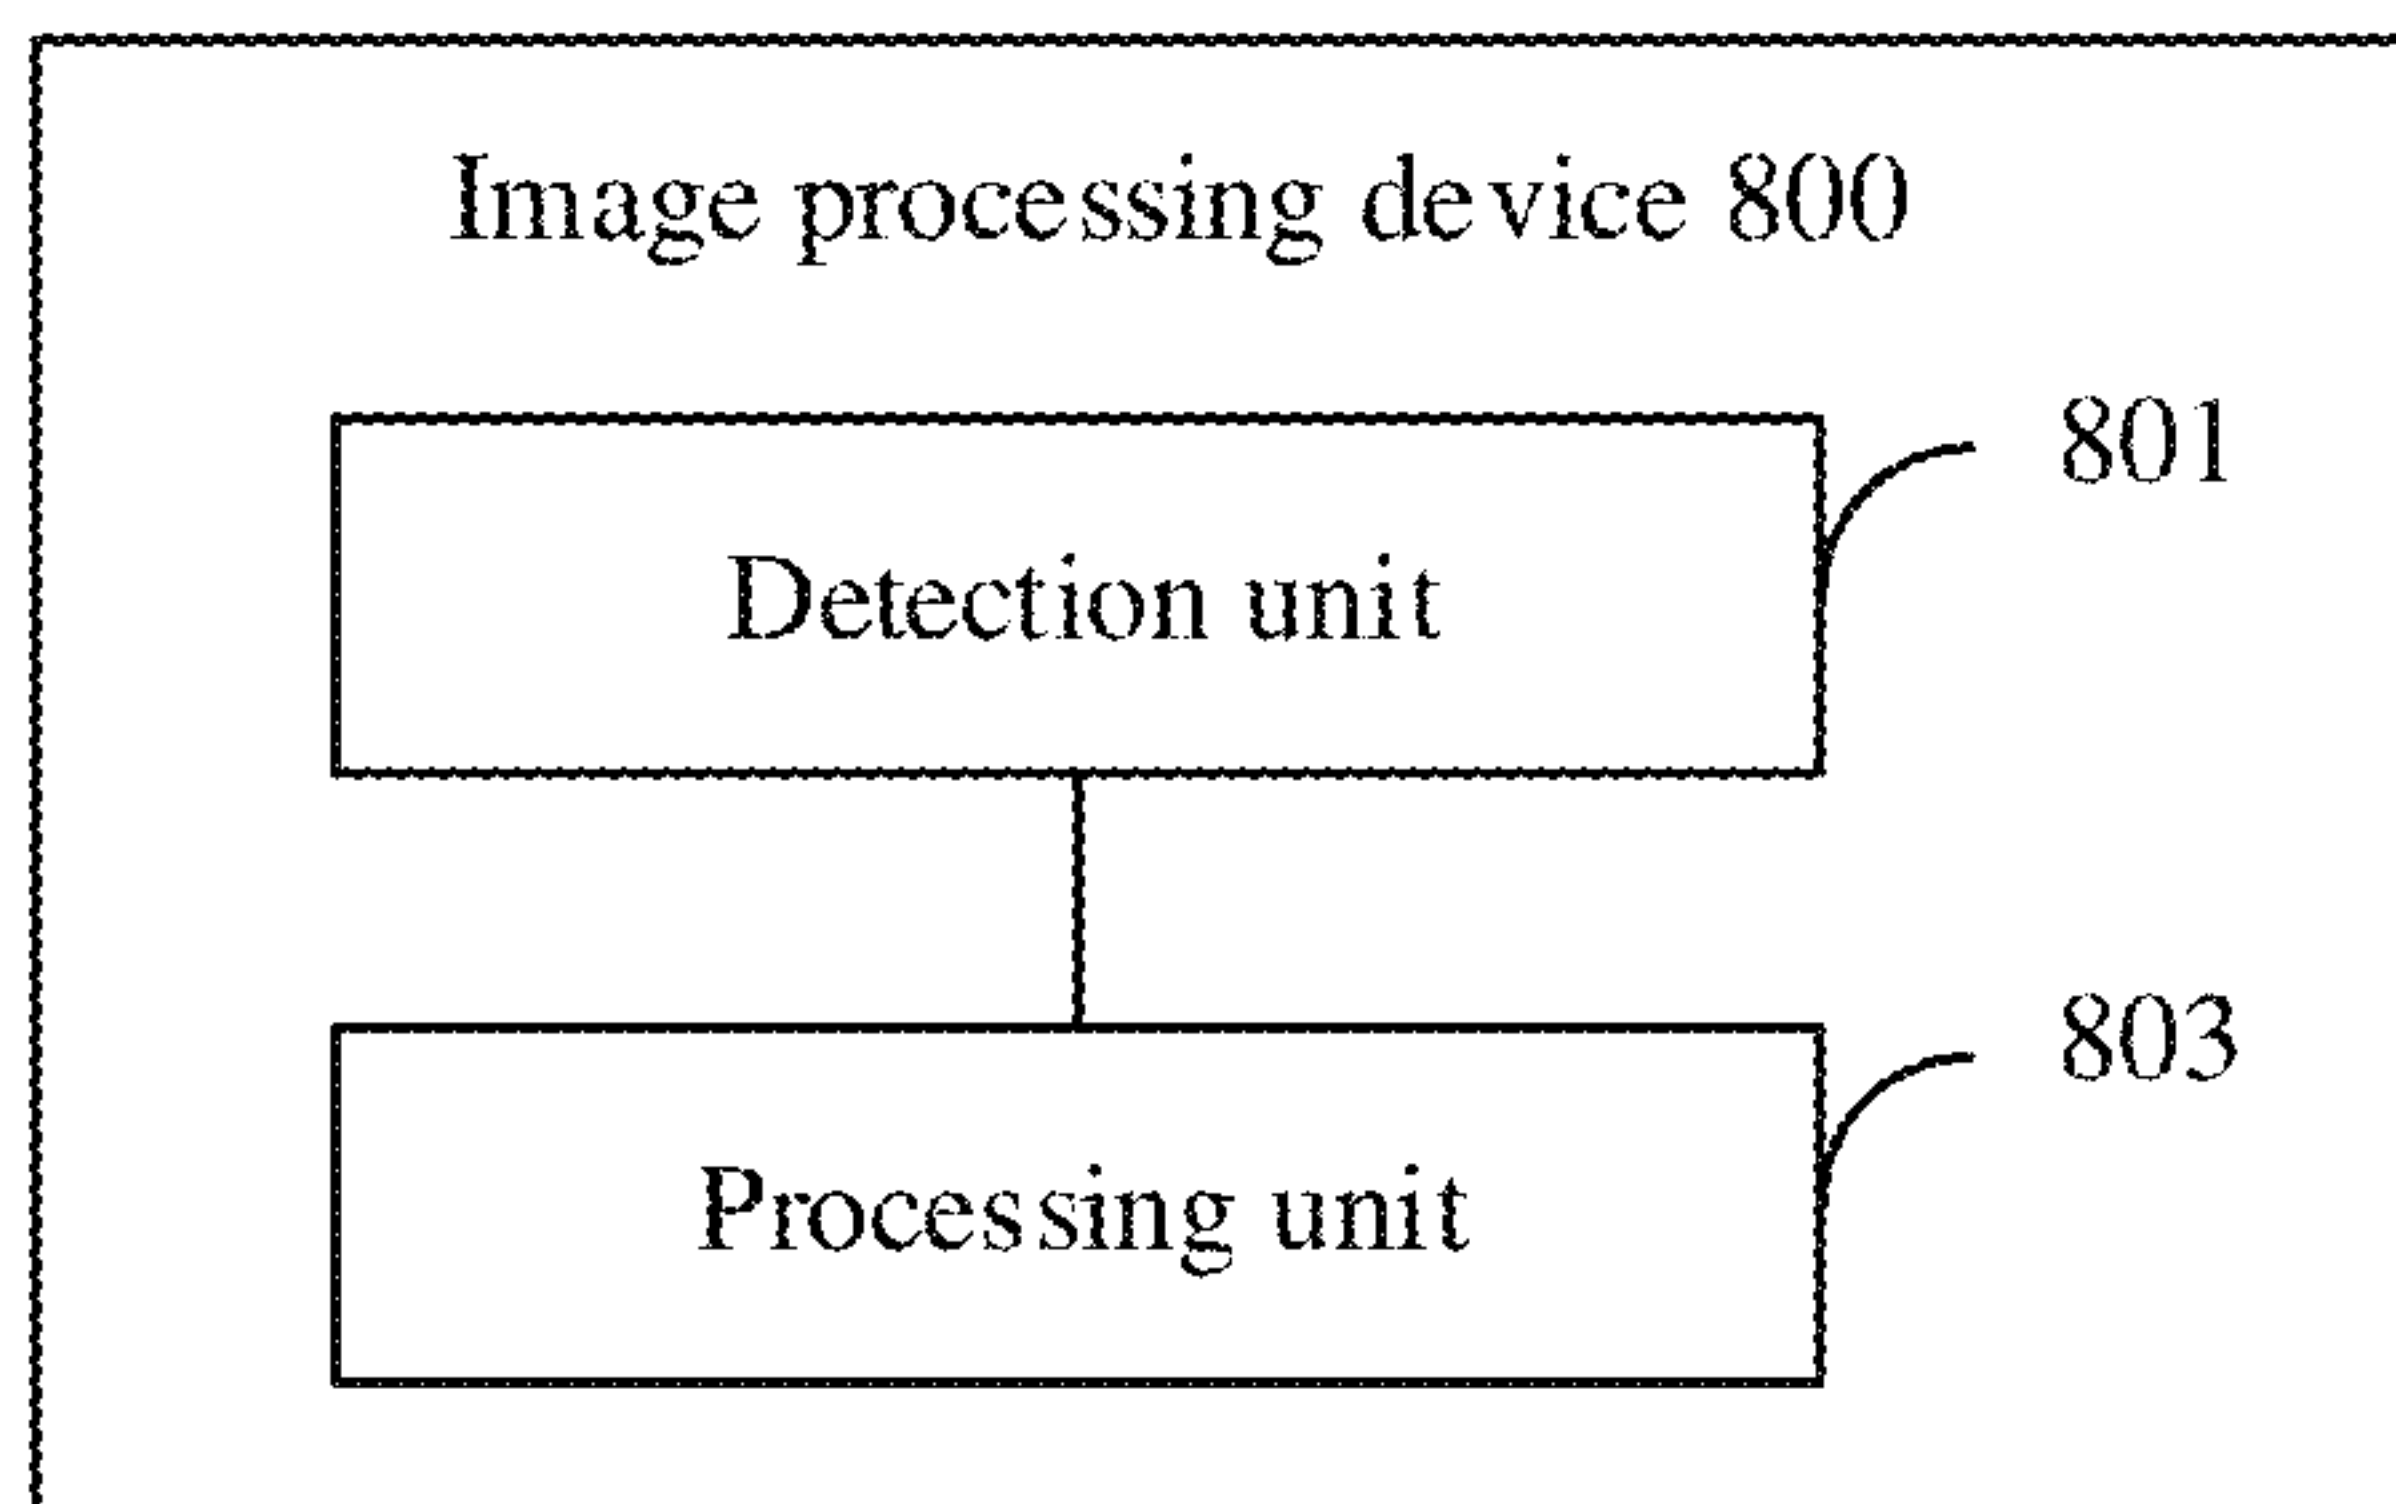 Image processing device 800
801
Detection unit
803
Processing unit